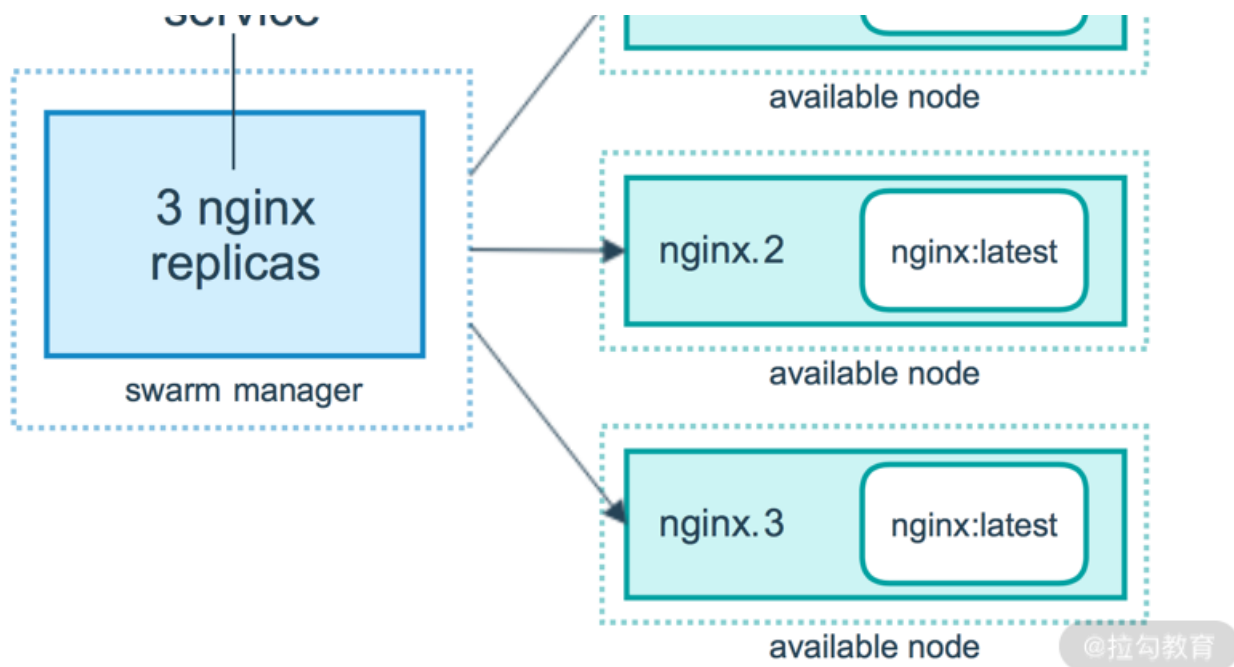 service
3 nginx
replicas
swarm manager
available node
nginx.2
nginx:latest
available node
nginx.3
nginx:latest
available node
@拉勾教育